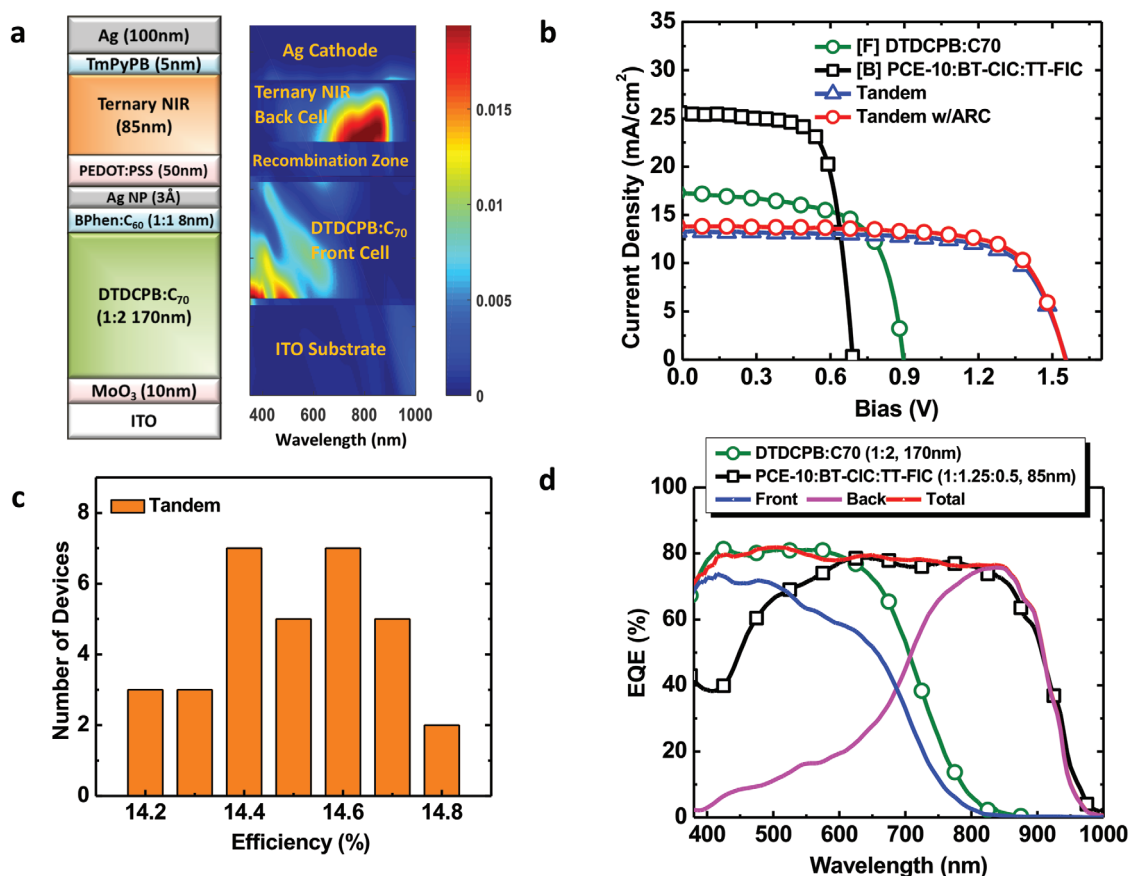 a
Ag (100nm)
TmPyPB (5nm)
Ternary NIR
(85nm)
PEDOT:PSS (50nm)
Ag NP (3Å)
BPhen:C₆₀ (1:1 8nm)
DTDCPB:C₇₀
(1:2 170nm)
MoO₃ (10nm)
ITO
Ag Cathode
Ternary NIR
Back Cell
Recombination Zone
DTDCPB:C₇₀
Front Cell
ITO Substrate
400 600 800 1000
Wavelength (nm)
0.015
0.01
0.005
0
b
[F] DTDCPB:C70
[B] PCE-10:BT-CIC:TT-FIC
Tandem
Tandem w/ARC
35
30
25
20
15
10
5
0
0.0 0.3 0.6 0.9 1.2 1.5
Current Density (mA/cm²)
Bias (V)
c
Tandem
8
6
4
2
0
14.2 14.4 14.6 14.8
Number of Devices
Efficiency (%)
d
DTDCPB:C70 (1:2, 170nm)
PCE-10:BT-CIC:TT-FIC (1:1.25:0.5, 85nm)
Front Back Total
100
80
60
40
20
0
400 500 600 700 800 900 1000
EQE (%)
Wavelength (nm)